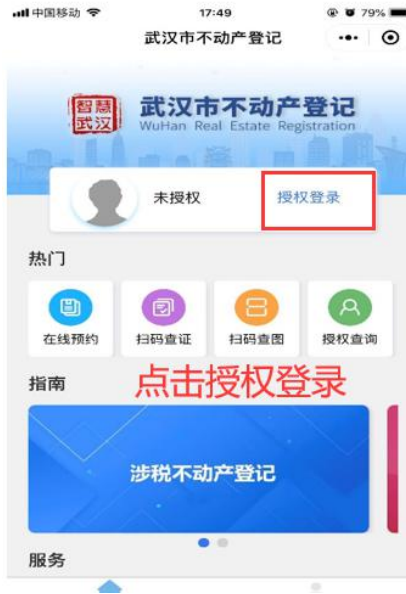 中国移动 17:49 79%
武汉市不动产登记
智慧武汉
武汉市不动产登记
WuHan Real Estate Registration
未授权 授权登录
热门
在线预约 扫码查证 扫码查图 授权查询
点击授权登录
指南
涉税不动产登记
服务